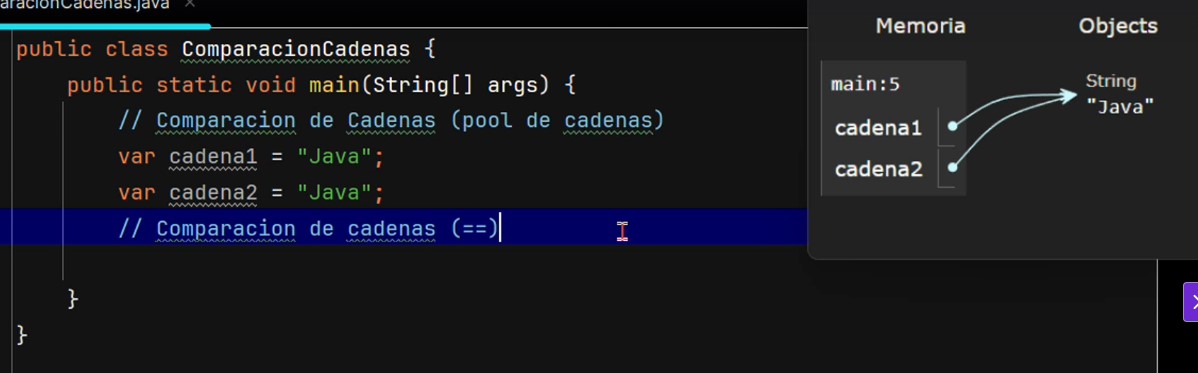 aracionCadenas.java ×
public class ComparacionCadenas {
public static void main(String[] args) {
// Comparacion de Cadenas (pool de cadenas)
var cadena1 = "Java";
var cadena2 = "Java";
// Comparacion de cadenas (==)
}
}
Memoria
Objects
main:5
cadena1
cadena2
String
"Java"